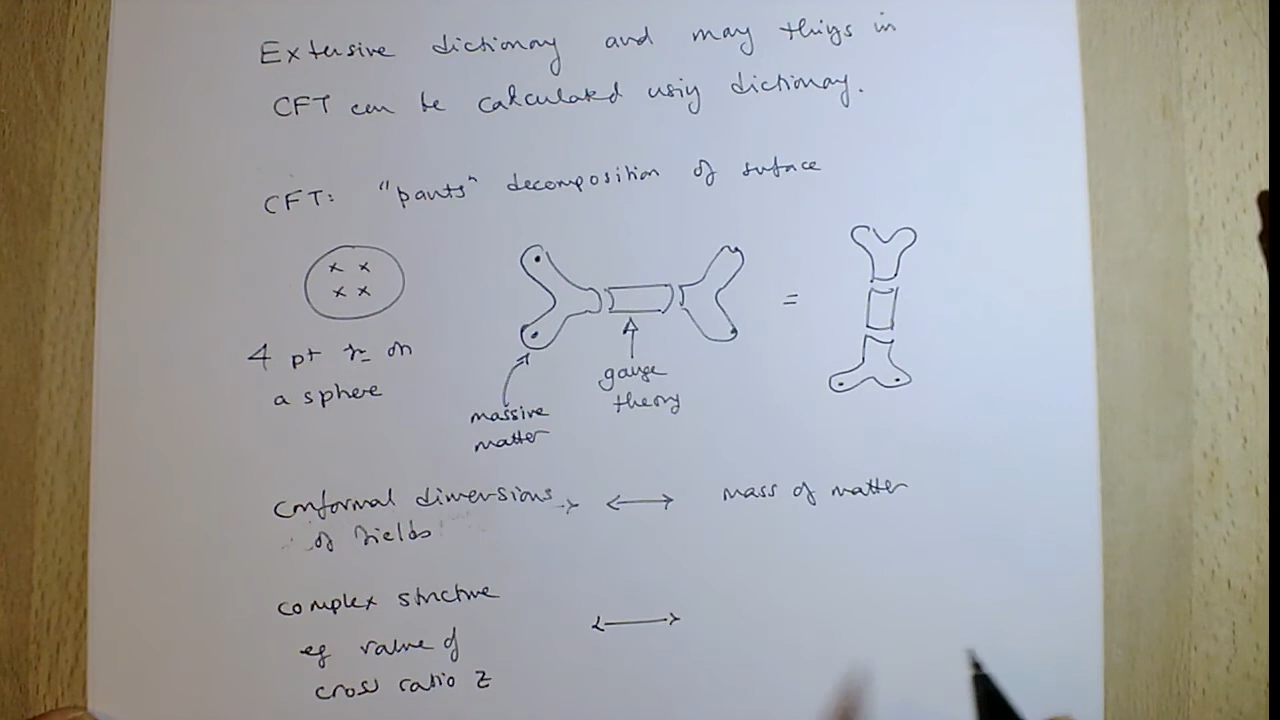 Extensive dictionary and many things in
CFT can be calculated using dictionary.
CFT: "pants" decomposition of surface
x x
x x
=
4 pt fn on
a sphere
gauge
theory
massive
matter
conformal dimensions
of fields
mass of matter
complex structure
eg value of
cross ratio z